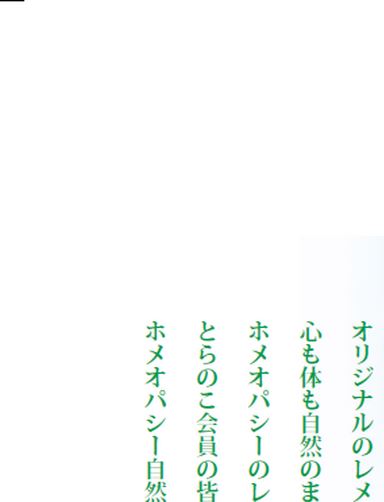 オリジナルのレメ
心も体も自然のま
ホメオパシーのレ
とらのこ会員の皆
ホメオパシー自然